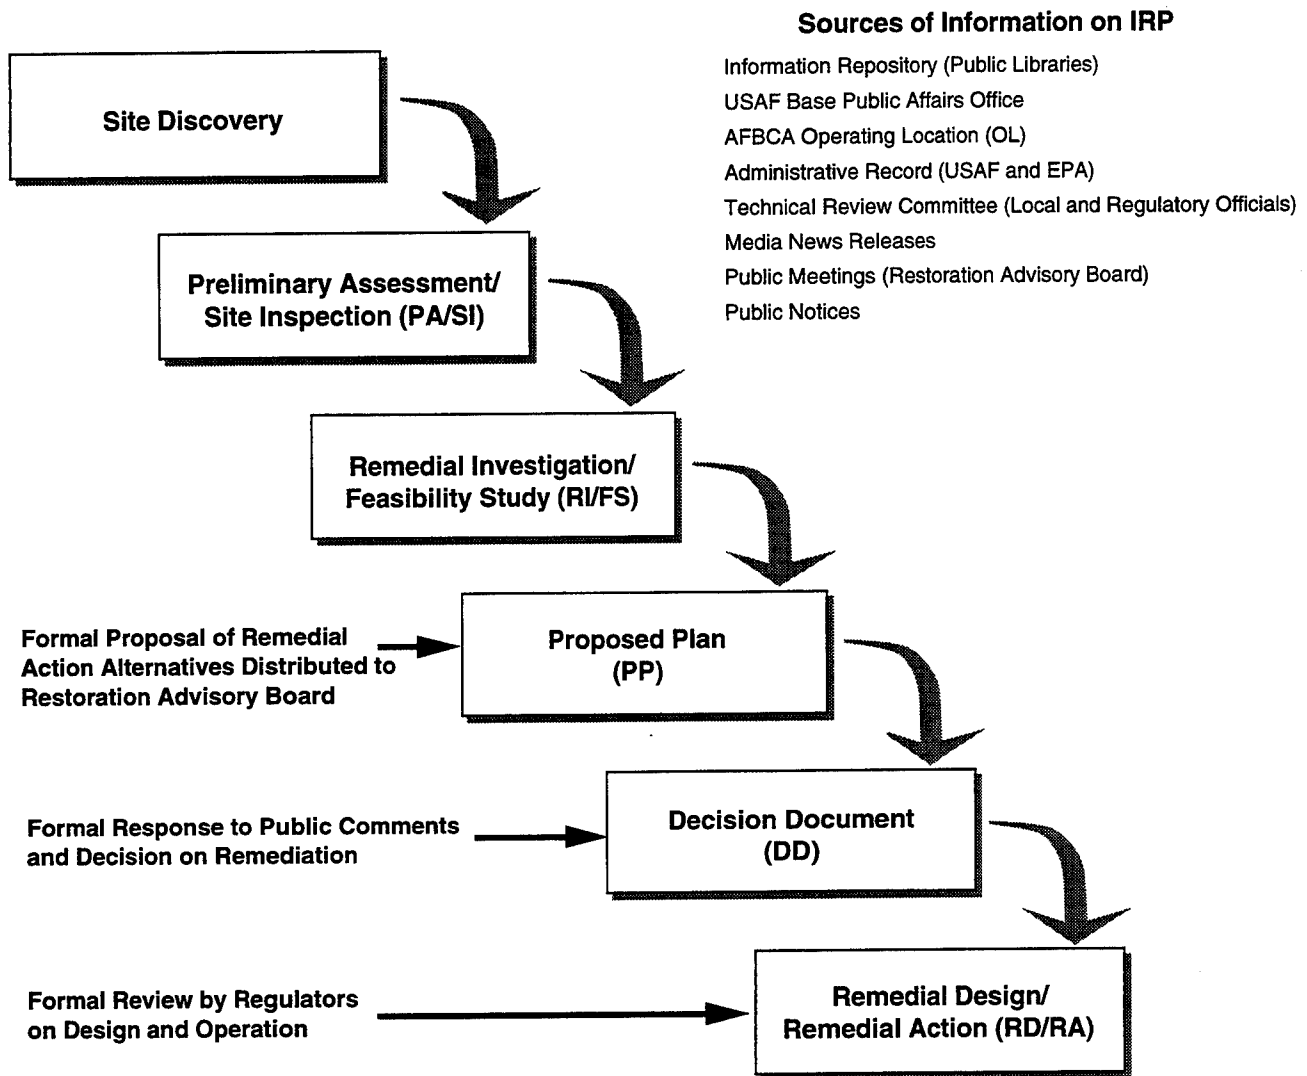 Sources of Information on IRP
Information Repository (Public Libraries)
USAF Base Public Affairs Office
AFBCA Operating Location (OL)
Administrative Record (USAF and EPA)
Technical Review Committee (Local and Regulatory Officials)
Media News Releases
Public Meetings (Restoration Advisory Board)
Public Notices
Site Discovery
Preliminary Assessment/
Site Inspection (PA/SI)
Remedial Investigation/
Feasibility Study (RI/FS)
Formal Proposal of Remedial
Action Alternatives Distributed to
Restoration Advisory Board
Proposed Plan
(PP)
Formal Response to Public Comments
and Decision on Remediation
Decision Document
(DD)
Formal Review by Regulators
on Design and Operation
Remedial Design/
Remedial Action (RD/RA)